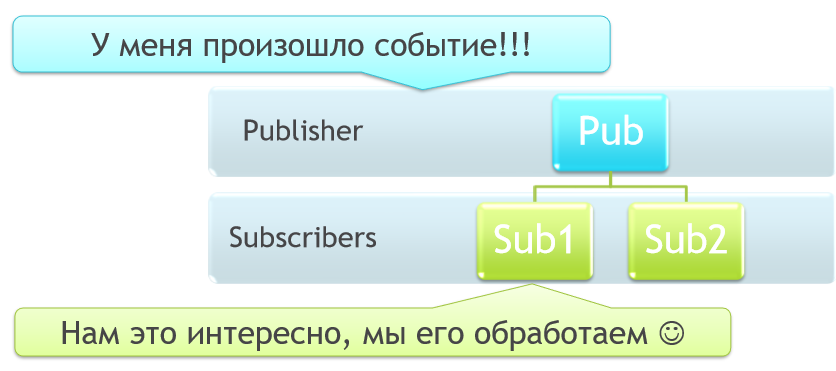 У меня произошло событие!!!
Publisher
Pub
Subscribers
Sub1
Sub2
Нам это интересно, мы его обработаем ☺